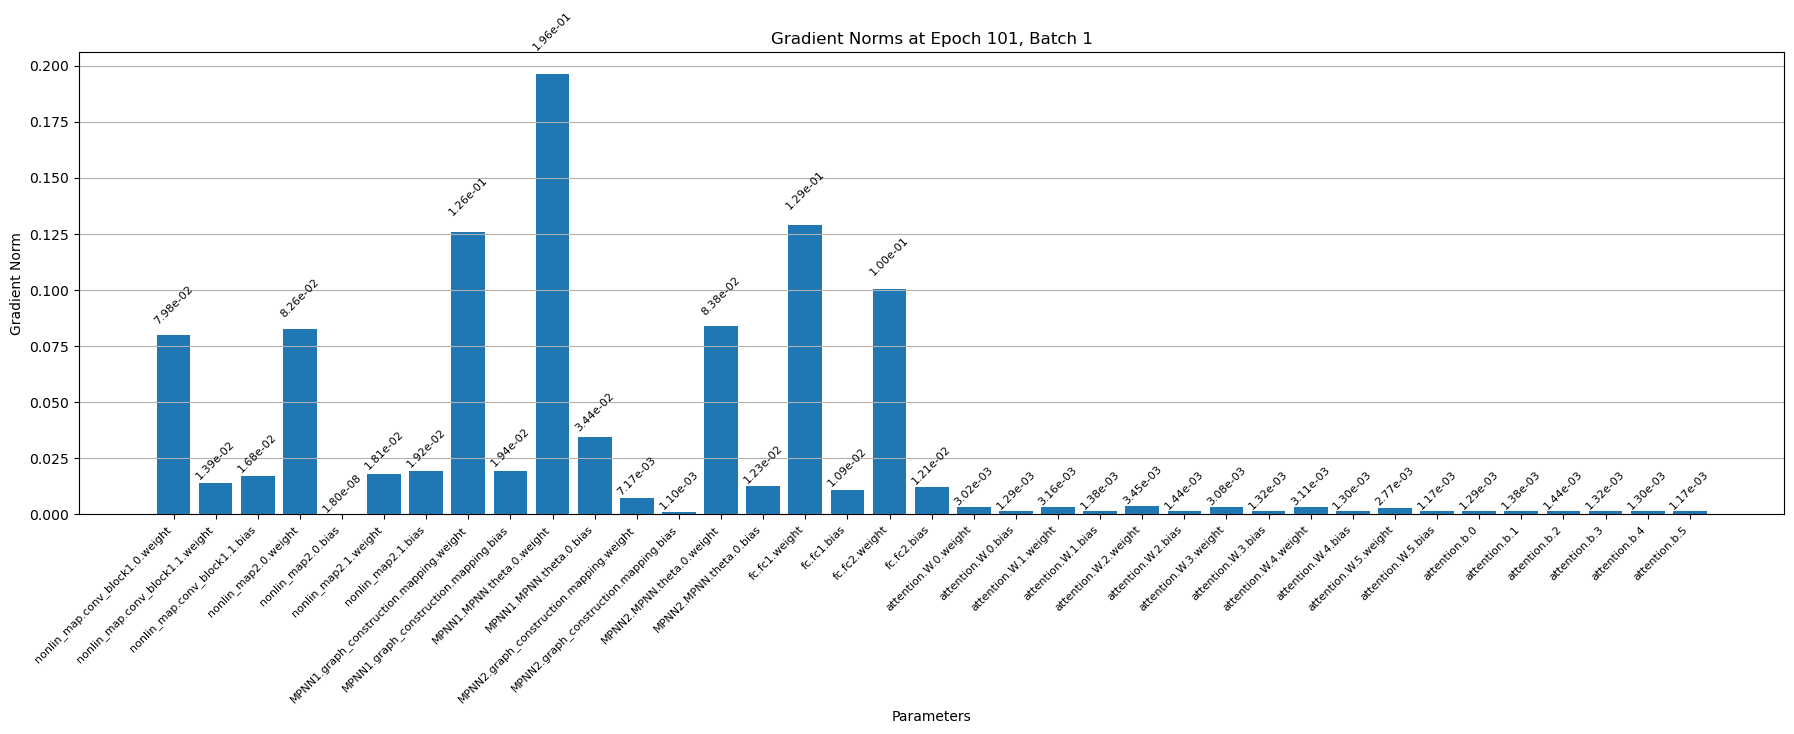 Gradient Norms at Epoch 101, Batch 1
Gradient Norm
0.200
0.175
0.150
0.125
0.100
0.075
0.050
0.025
0.000
7.98e-02
1.39e-02
1.68e-02
8.26e-02
1.80e-08
1.81e-02
1.92e-02
1.26e-01
1.94e-02
1.96e-01
3.44e-02
7.17e-03
1.10e-03
8.38e-02
1.23e-02
1.29e-01
1.09e-02
1.00e-01
1.21e-02
3.02e-03
1.29e-03
3.16e-03
1.38e-03
3.45e-03
1.44e-03
3.08e-03
1.32e-03
3.11e-03
1.30e-03
2.77e-03
1.17e-03
1.29e-03
1.38e-03
1.44e-03
1.32e-03
1.30e-03
1.17e-03
nonlin_map.conv_block1.0.weight
nonlin_map.conv_block1.1.weight
nonlin_map.conv_block1.1.bias
nonlin_map2.0.weight
nonlin_map2.0.bias
nonlin_map2.1.weight
nonlin_map2.1.bias
MPNN1.graph_construction.mapping.weight
MPNN1.graph_construction.mapping.bias
MPNN1.MPNN.theta.0.weight
MPNN1.MPNN.theta.0.bias
MPNN2.graph_construction.mapping.weight
MPNN2.graph_construction.mapping.bias
MPNN2.MPNN.theta.0.weight
MPNN2.MPNN.theta.0.bias
fc.fc1.weight
fc.fc1.bias
fc.fc2.weight
fc.fc2.bias
attention.W.0.weight
attention.W.0.bias
attention.W.1.weight
attention.W.1.bias
attention.W.2.weight
attention.W.2.bias
attention.W.3.weight
attention.W.3.bias
attention.W.4.weight
attention.W.4.bias
attention.W.5.weight
attention.W.5.bias
attention.b.0
attention.b.1
attention.b.2
attention.b.3
attention.b.4
attention.b.5
Parameters